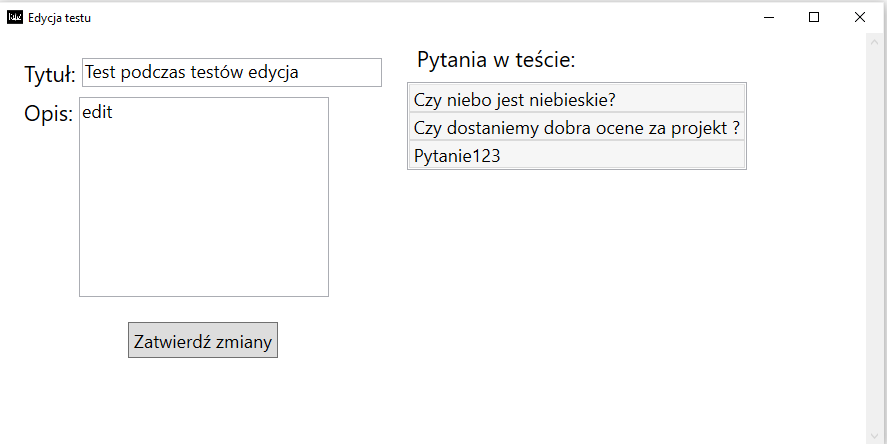 Edycja testu
Tytuł: Test podczas testów edycja
Opis: edit
Zatwierdź zmiany
Pytania w teście:
Czy niebo jest niebieskie?
Czy dostaniemy dobra ocene za projekt ?
Pytanie123